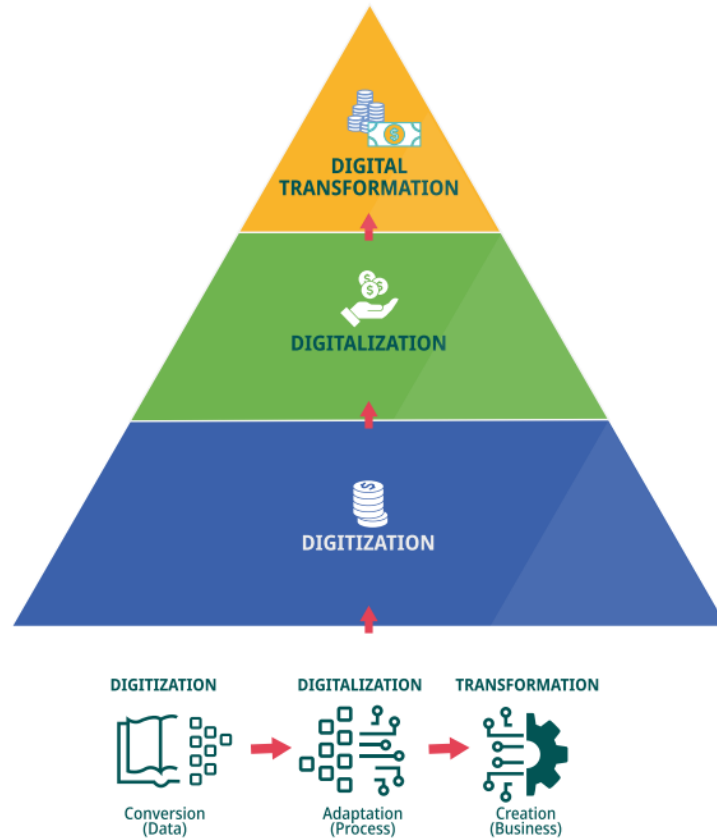 DIGITAL
TRANSFORMATION
DIGITALIZATION
DIGITIZATION
DIGITIZATION
DIGITALIZATION
TRANSFORMATION
Conversion
(Data)
Adaptation
(Process)
Creation
(Business)